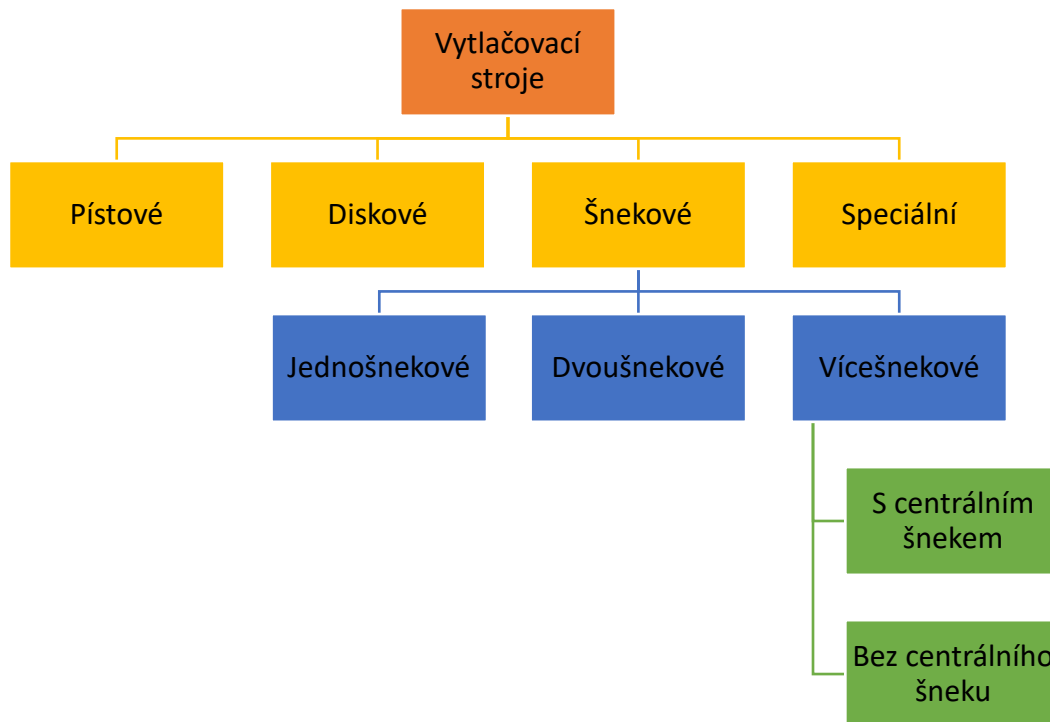 Vytlačovací
stroje
Pístové
Diskové
Šnekové
Speciální
Jednošnekové
Dvoušnekové
Vícešnekové
S centrálním
šnekem
Bez centrálního
šneku